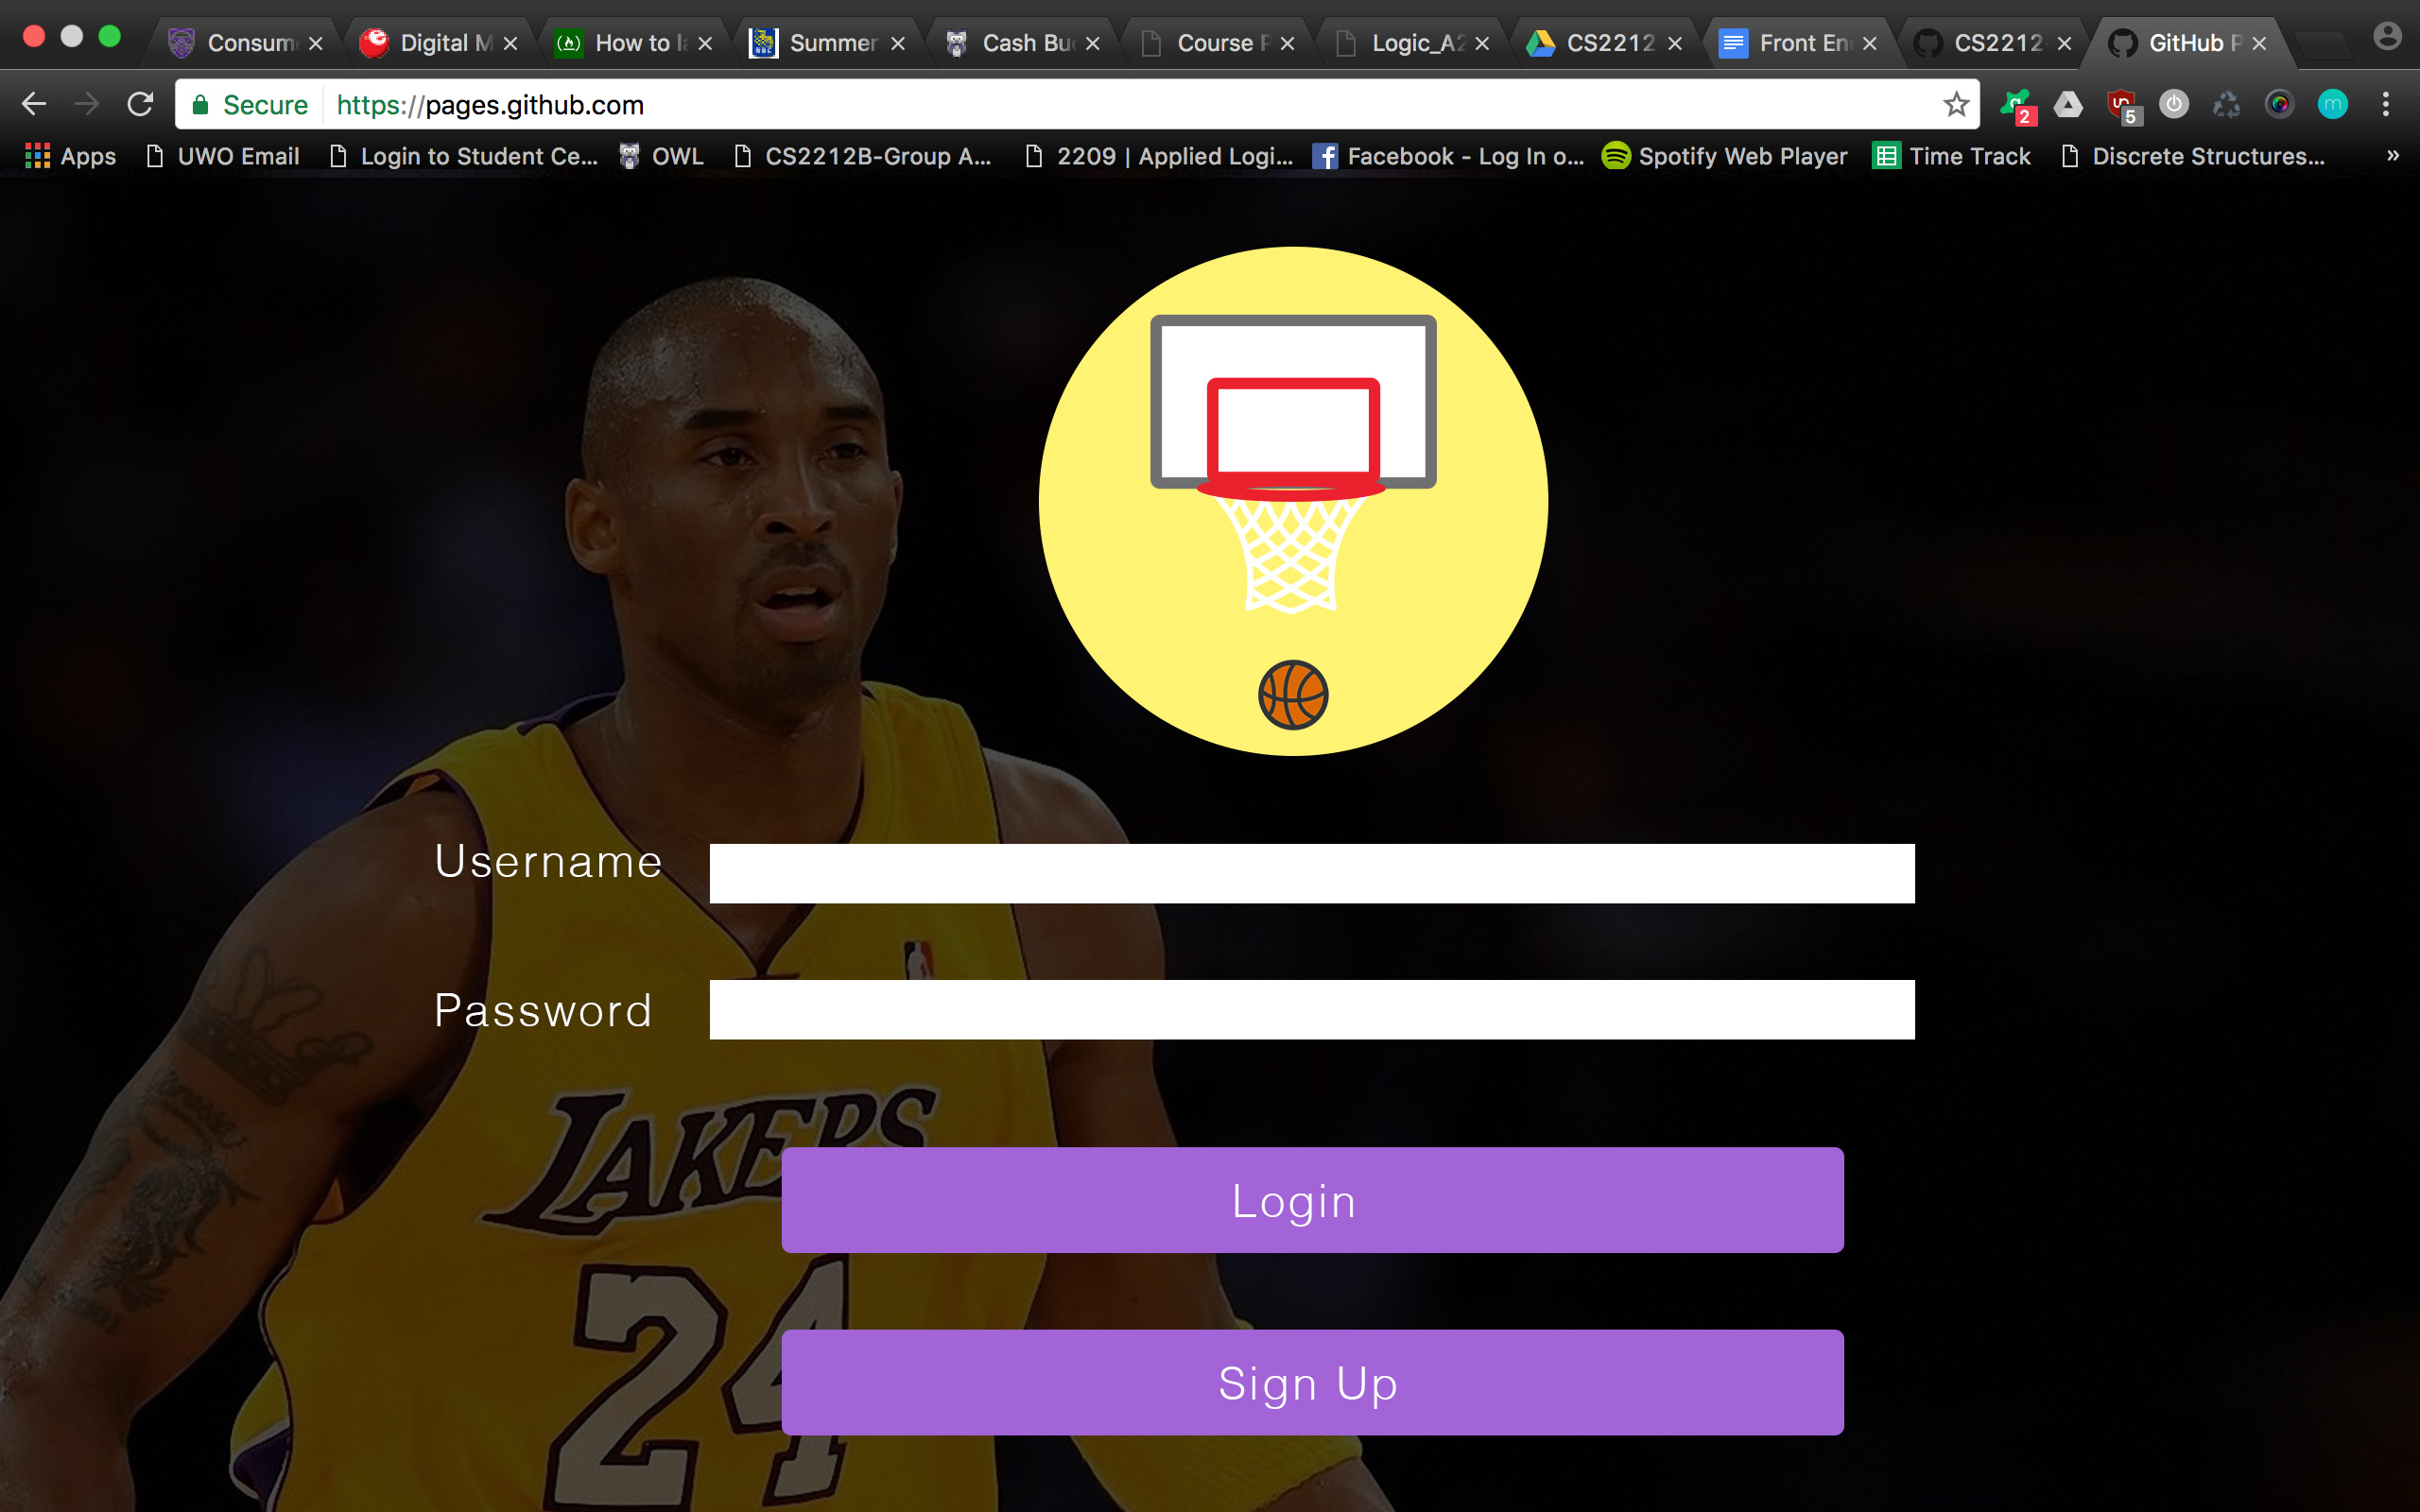 Consum Digital M How to la Summer Cash Bu Course P Logic_A2 CS2212 Front En CS2212- GitHub P
Secure https://pages.github.com 2 5 m
Apps UWO Email Login to Student Ce... OWL CS2212B-Group A... 2209 | Applied Logi... Facebook - Log In o... Spotify Web Player Time Track Discrete Structures... »
Username
Password
LAKERS
Login
24
Sign Up